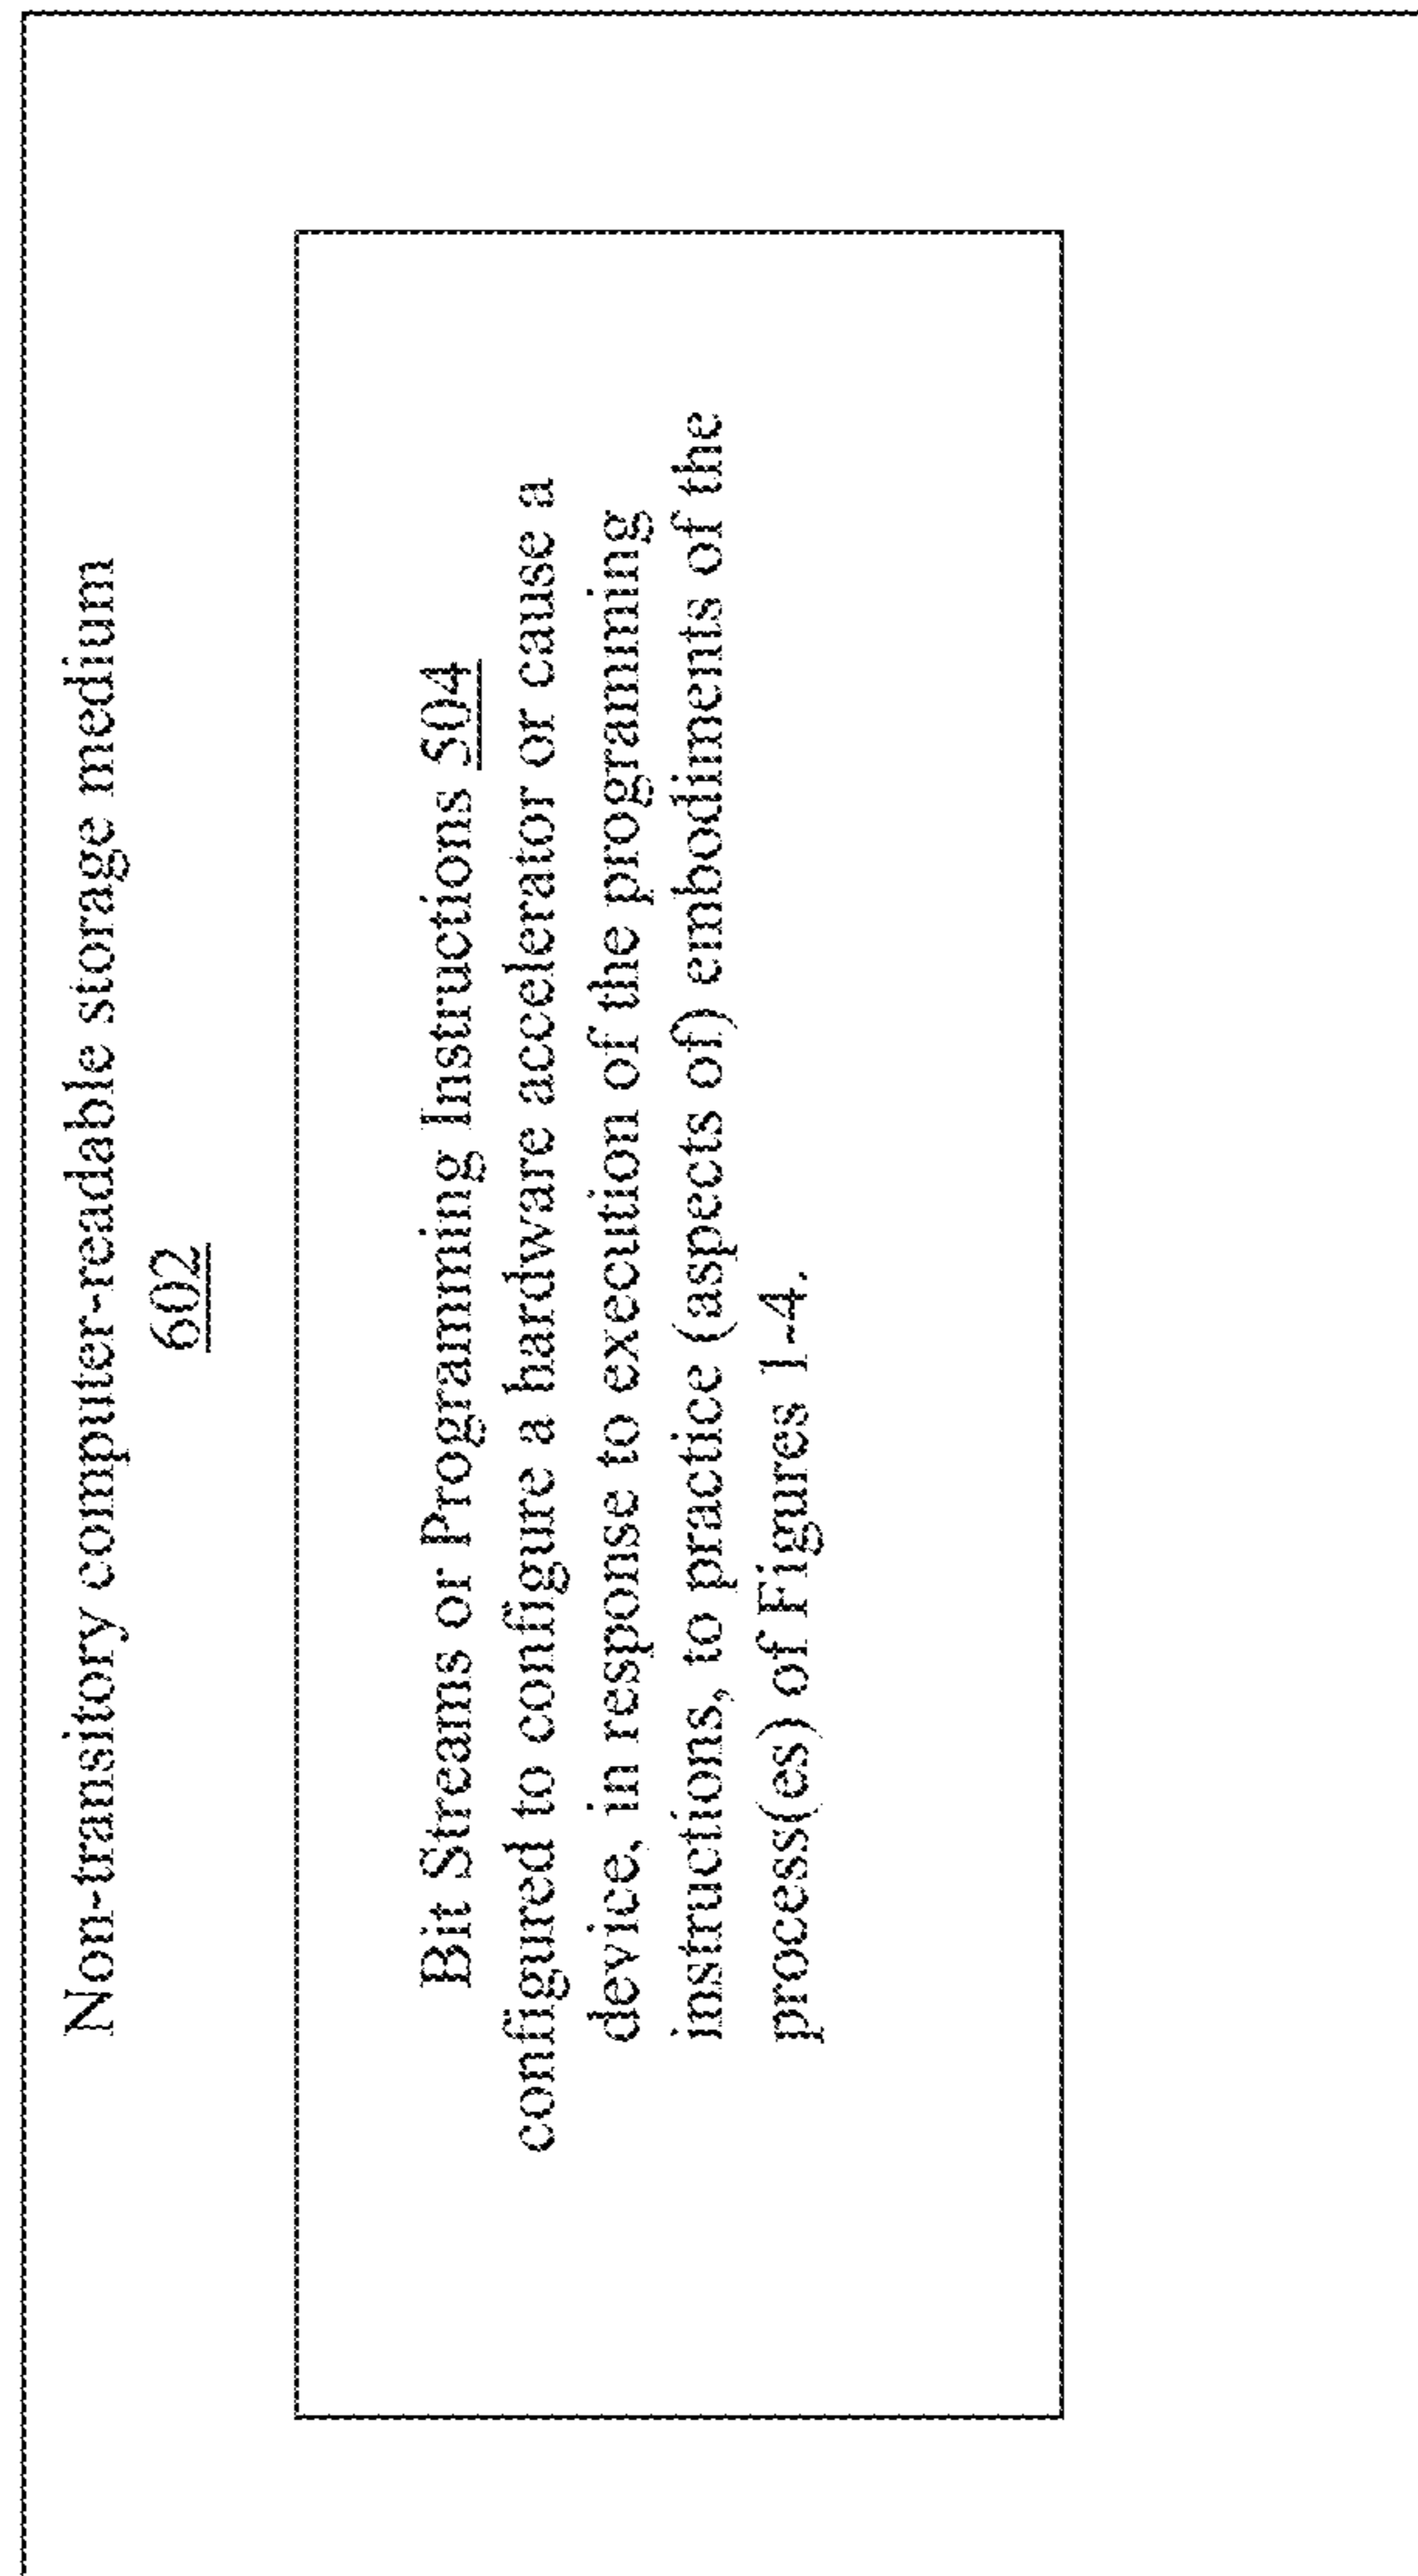 Non-transitory computer-readable storage medium
602
Bit Streams or Programming Instructions 504
configured to configure a hardware accelerator or cause a
device, in response to execution of the programming
instructions, to practice (aspects of) embodiments of the
process(es) of Figures 1-4.